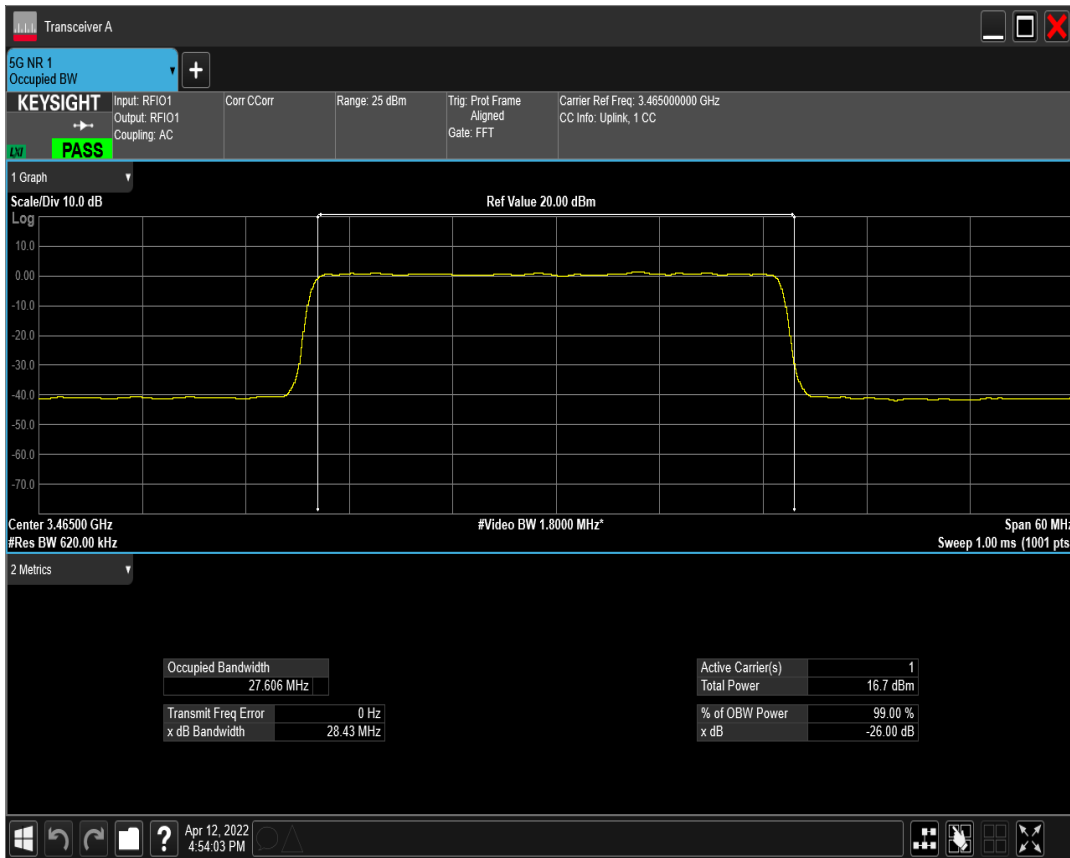 Transceiver A
5G NR 1
Occupied BW
KEYSIGHT
LXI
PASS
Input: RFIO1
Output: RFIO1
Coupling: AC
Corr CCorr
Range: 25 dBm
Trig: Prot Frame
Aligned
Gate: FFT
Carrier Ref Freq: 3.465000000 GHz
CC Info: Uplink, 1 CC
1 Graph
Scale/Div 10.0 dB
Ref Value 20.00 dBm
Log
10.0
0.00
-10.0
-20.0
-30.0
-40.0
-50.0
-60.0
-70.0
Center 3.46500 GHz
#Video BW 1.8000 MHz*
Span 60 MHz
#Res BW 620.00 kHz
Sweep 1.00 ms (1001 pts
2 Metrics
Occupied Bandwidth
27.606 MHz
Transmit Freq Error 0 Hz
x dB Bandwidth 28.43 MHz
Active Carrier(s) 1
Total Power 16.7 dBm
% of OBW Power 99.00 %
x dB -26.00 dB
?
Apr 12, 2022
4:54:03 PM